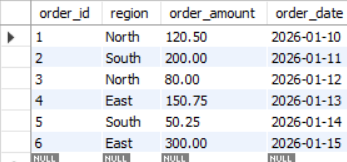 order_id region order_amount order_date
1 North 120.50 2026-01-10
2 South 200.00 2026-01-11
3 North 80.00 2026-01-12
4 East 150.75 2026-01-13
5 South 50.25 2026-01-14
6 East 300.00 2026-01-15
NULL NULL NULL NULL